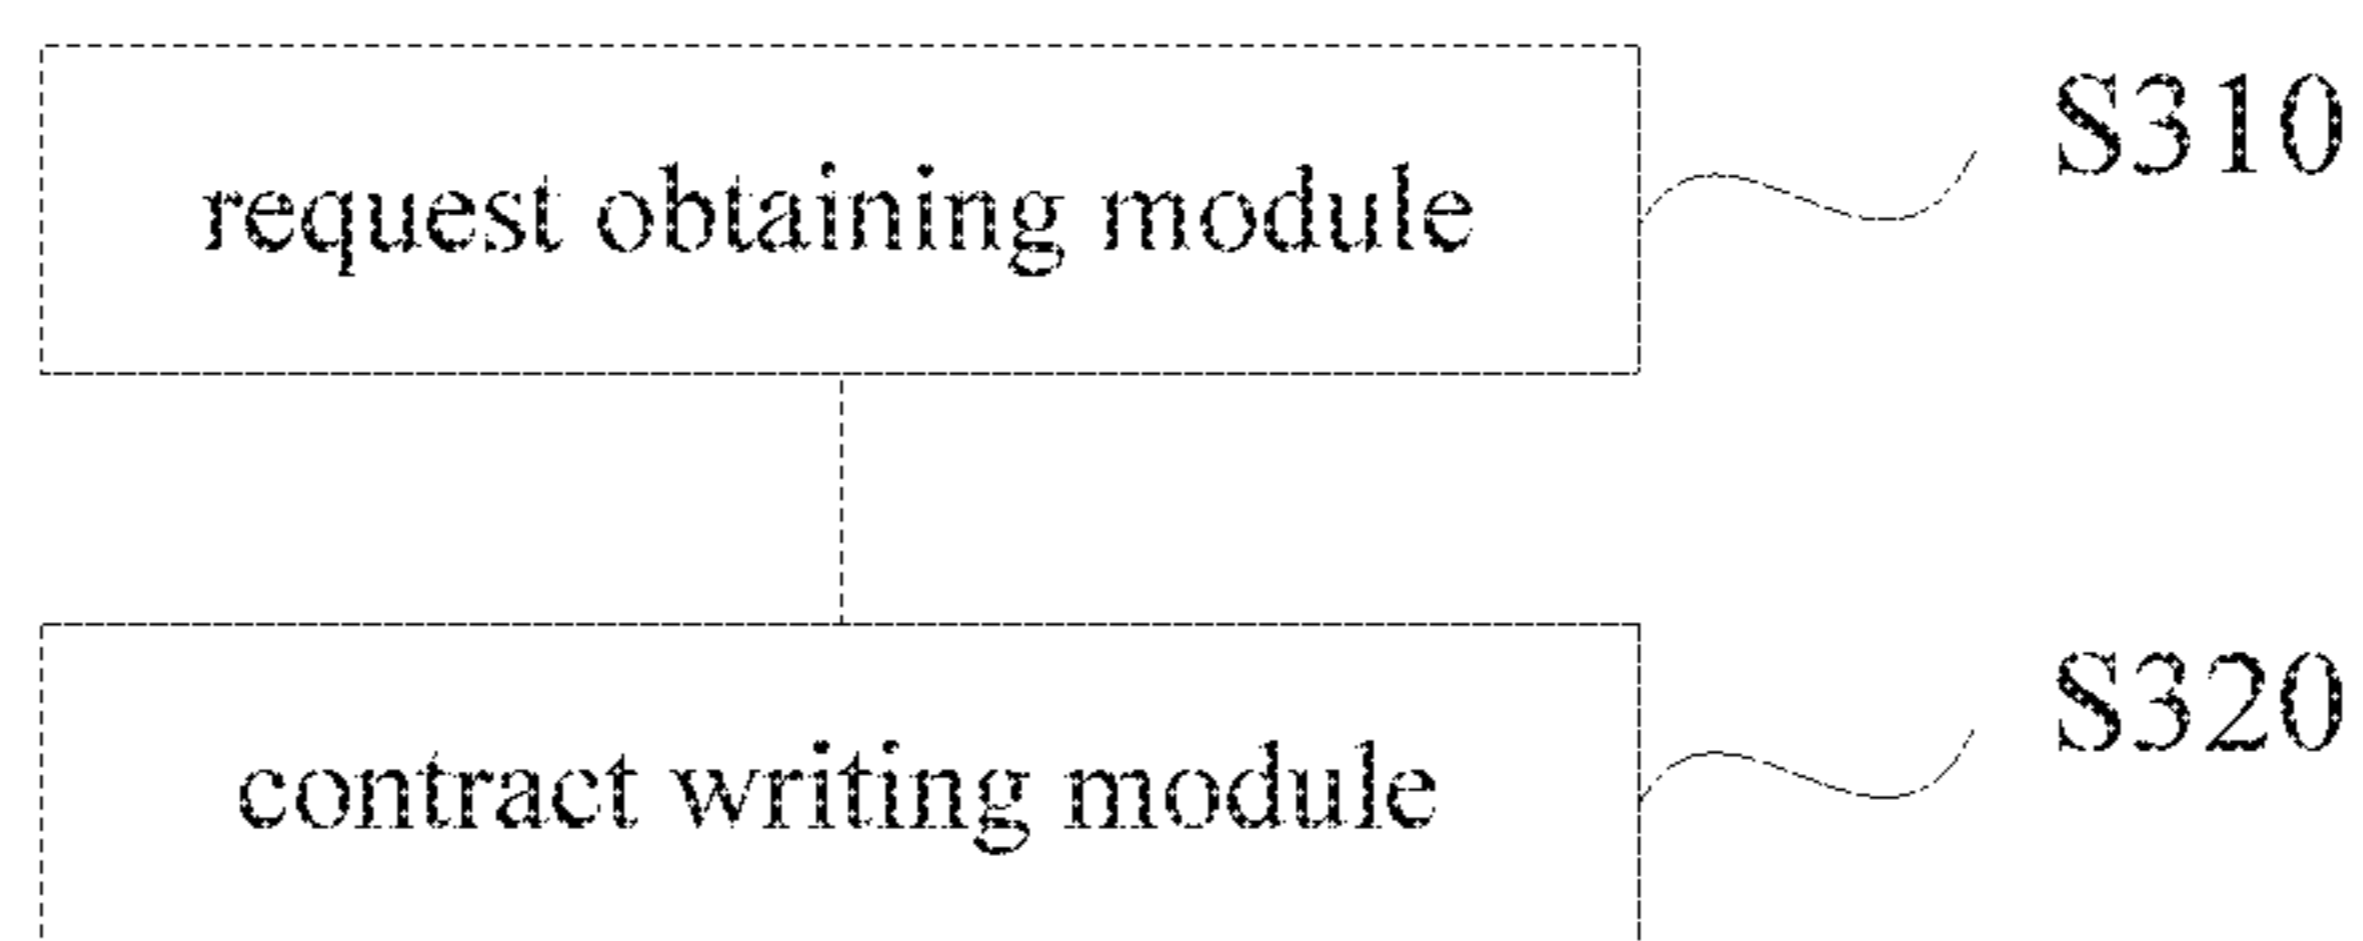 S310
request obtaining module
S320
contract writing module